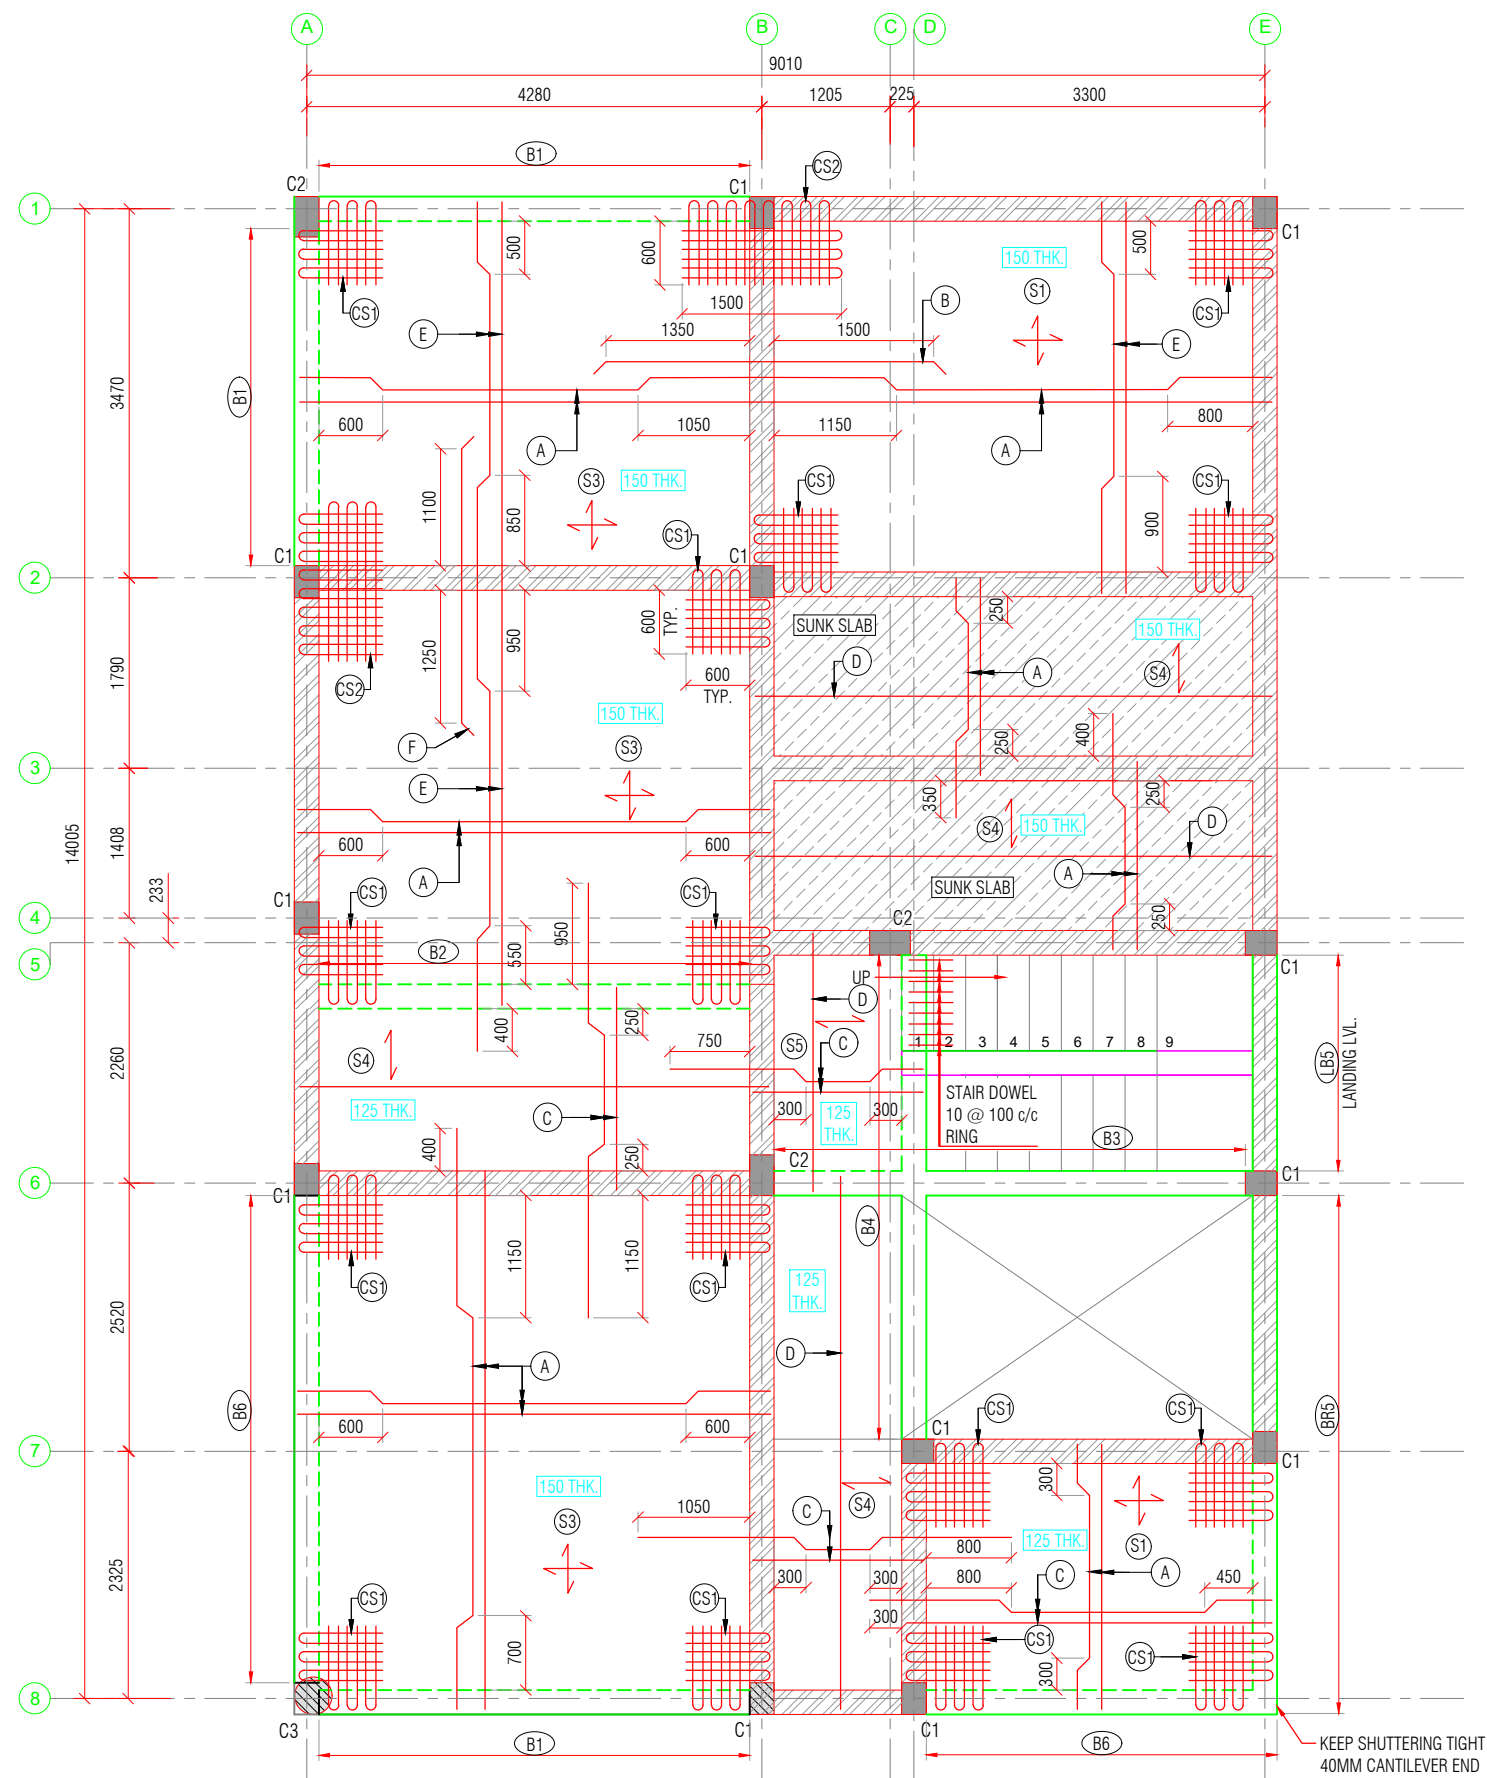 A B C D E
9010
4280 1205 225 3300
B1
C2 C1 CS2
1
C1
500 600 500
150 THK.
S1
CS1 1500 B CS1
1350 1500
E E
3470 B1
600 1050 1150 800
A A
S3 150 THK. CS1 CS1
1100 850 900
CS1
C1 C1
2
600 TYP.
250
SUNK SLAB 150 THK.
1250 950
D A S4
1790
CS2 600
TYP.
150 THK.
400
F S3 250
3
E
350 250
S4 150 THK.
D
14005 1408
600 600
A A
SUNK SLAB
233
CS1 950 CS1
C1 C2 250
4
B2 550
5
UP C1
D
400 250
750 S5 C
1 2 3 4 5 6 7 8 9
S4
LB5
LANDING LVL.
2260
125 THK.
300 125 300
THK.
STAIR DOWEL
10 @ 100 c/c
RING
B3
C
400 250
C2
C1
6
C1
1150 1150 B4
CS1 CS1
125
THK.
2520
D
A
B6 BR5
600 600
CS1 CS1
C1
7
C1
150 THK.
300
S4
S3 1050 C
125 THK. S1
800
2325
300 300 800 C A 450
CS1 CS1
300
CS1
700 300 CS1
8
C3 C1 C1
B1 B6
KEEP SHUTTERING TIGHT
40MM CANTILEVER END